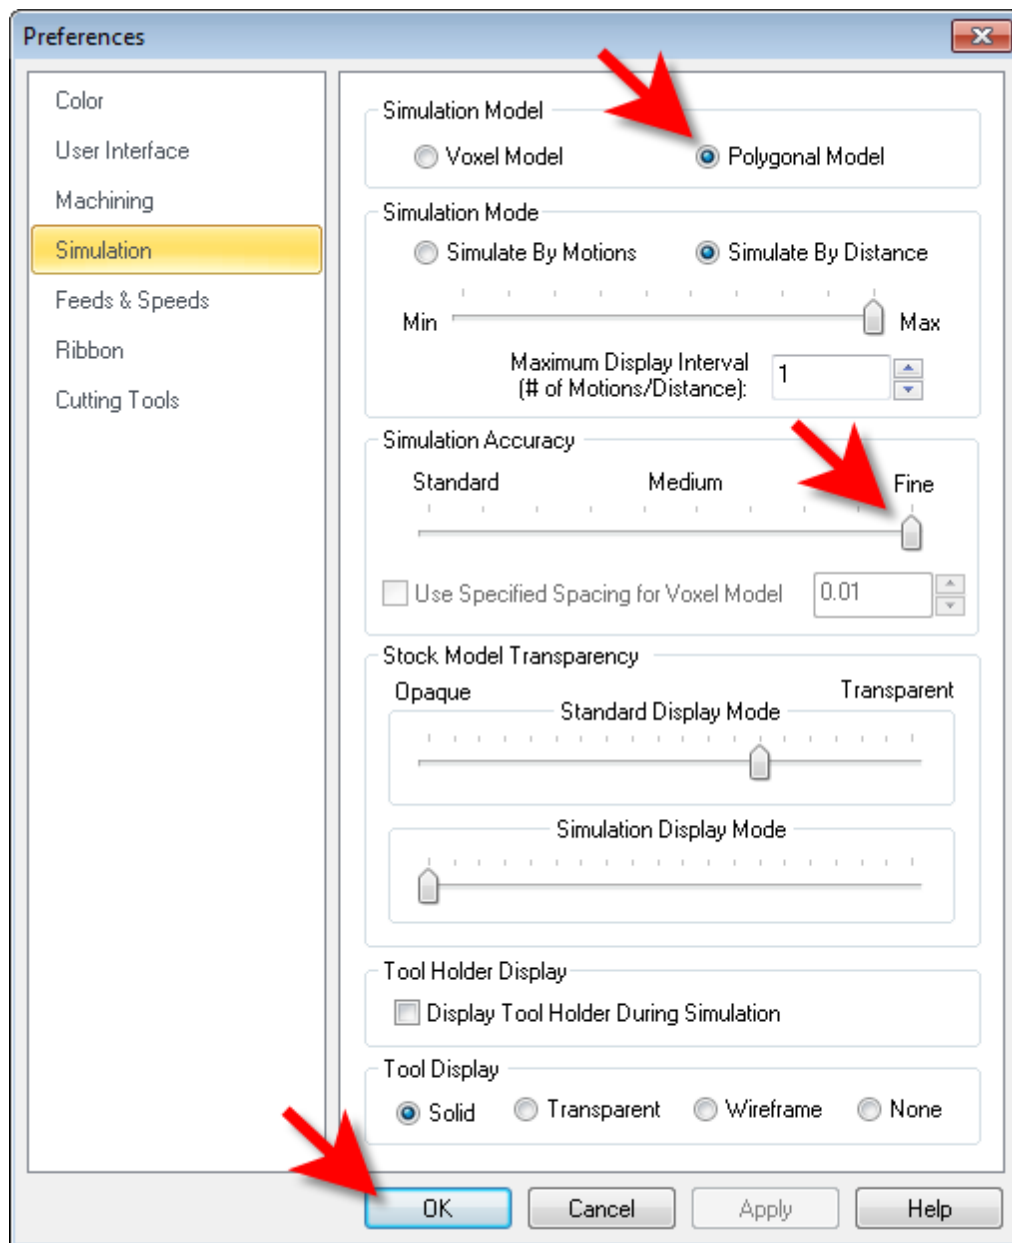 Preferences
Color
User Interface
Machining
Simulation
Feeds & Speeds
Ribbon
Cutting Tools
Simulation Model
Voxel Model Polygonal Model
Simulation Mode
Simulate By Motions Simulate By Distance
Min Max
Maximum Display Interval
(# of Motions/Distance): 1
Simulation Accuracy
Standard Medium Fine
Use Specified Spacing for Voxel Model 0.01
Stock Model Transparency
Opaque Transparent
Standard Display Mode
Simulation Display Mode
Tool Holder Display
Display Tool Holder During Simulation
Tool Display
Solid Transparent Wireframe None
OK Cancel Apply Help